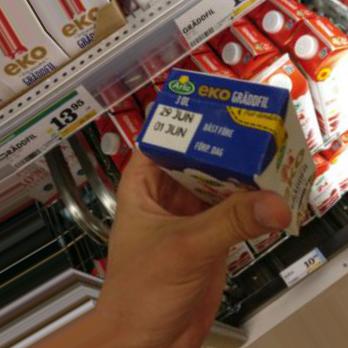 eko
GRÄDDFIL
eko
GRÄDDFIL
GRÄDDFIL
Arla
eko GRÄDDFIL
3 DL
29 JUN
01 JUN
BÄST FÖRE
FÖRP. DAG
GRÄDDFIL
13 95